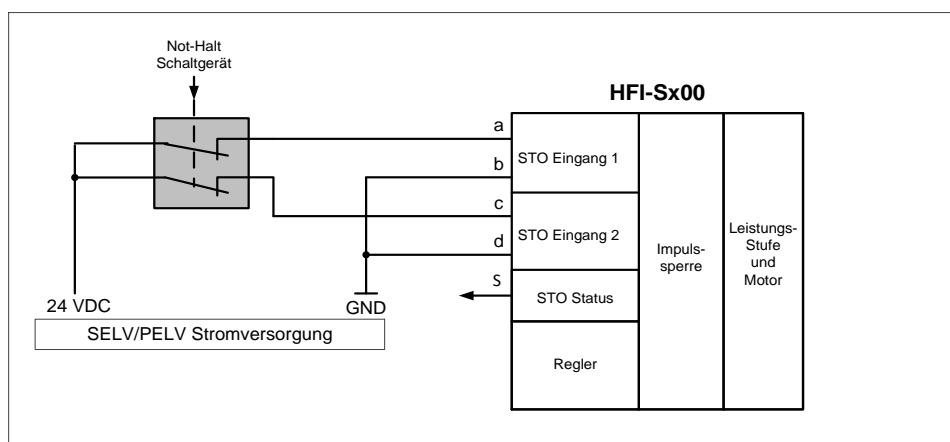 Not-Halt
Schaltgerät
HFI-Sx00
a
STO Eingang 1
b
c
STO Eingang 2
d
S
STO Status
Regler
Impuls-
sperre
Leistungs-
Stufe
und
Motor
24 VDC
GND
SELV/PELV Stromversorgung